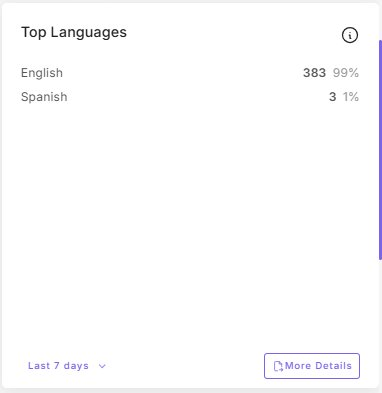 Top Languages
English 383 99%
Spanish 3 1%
Last 7 days
More Details